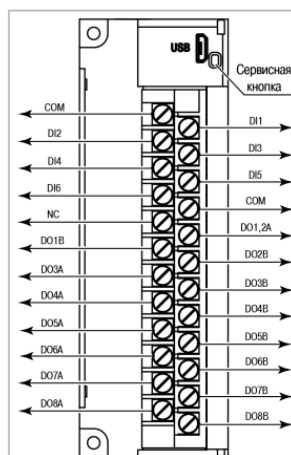 USB
Сервисная
кнопка
COM
DI1
DI2
DI3
DI4
DI5
DI6
COM
NC
DO1,2A
DO1B
DO2B
DO3A
DO3B
DO4A
DO4B
DO5A
DO5B
DO6A
DO6B
DO7A
DO7B
DO8A
DO8B